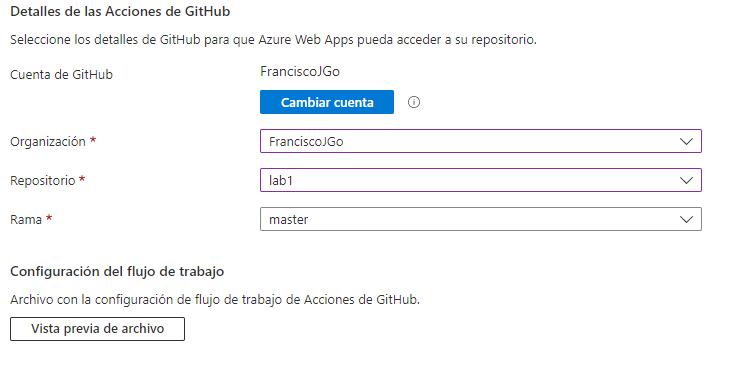 Detalles de las Acciones de GitHub
Seleccione los detalles de GitHub para que Azure Web Apps pueda acceder a su repositorio.
Cuenta de GitHub
FranciscoJGo
Cambiar cuenta
Organización *
FranciscoJGo
Repositorio *
lab1
Rama *
master
Configuración del flujo de trabajo
Archivo con la configuración de flujo de trabajo de Acciones de GitHub.
Vista previa de archivo